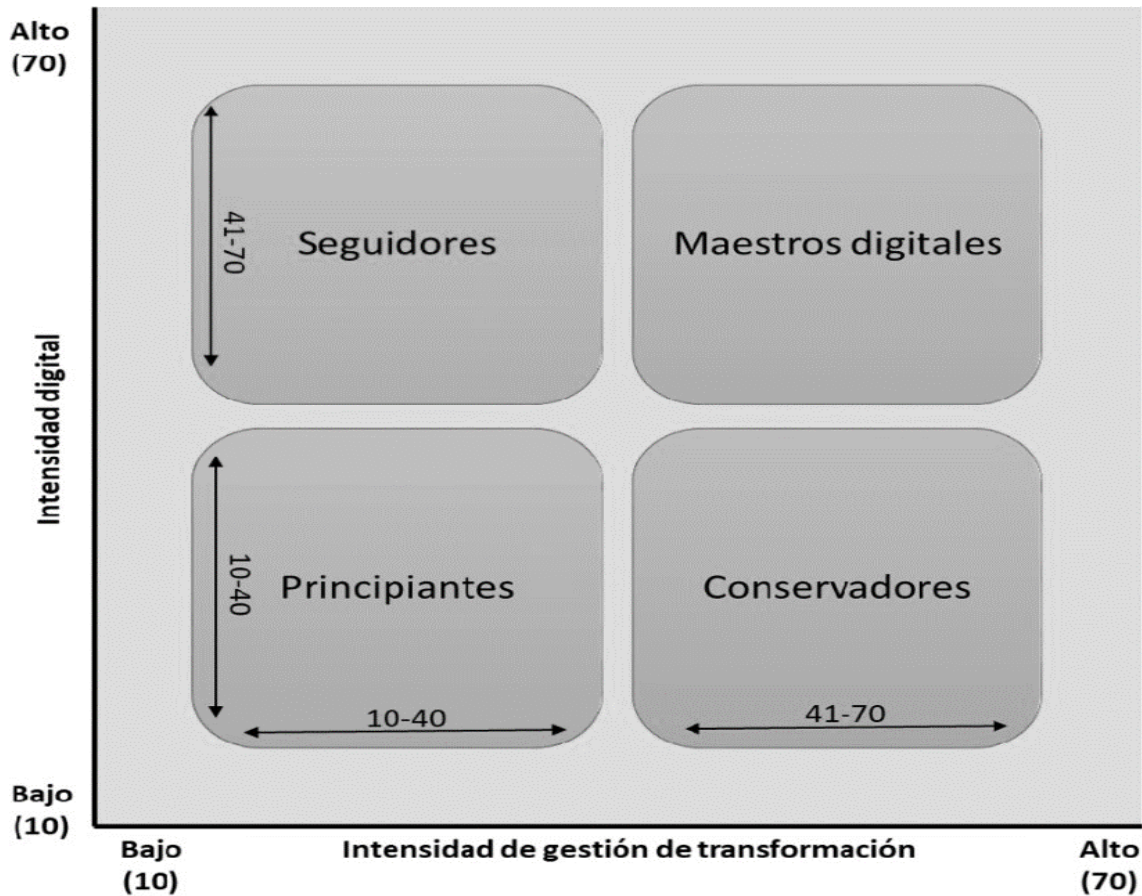 Alto
(70)
41-70
Seguidores
Maestros digitales
Intensidad digital
10-40
Principiantes
Conservadores
10-40
41-70
Bajo
(10)
Bajo
(10)
Intensidad de gestión de transformación
Alto
(70)